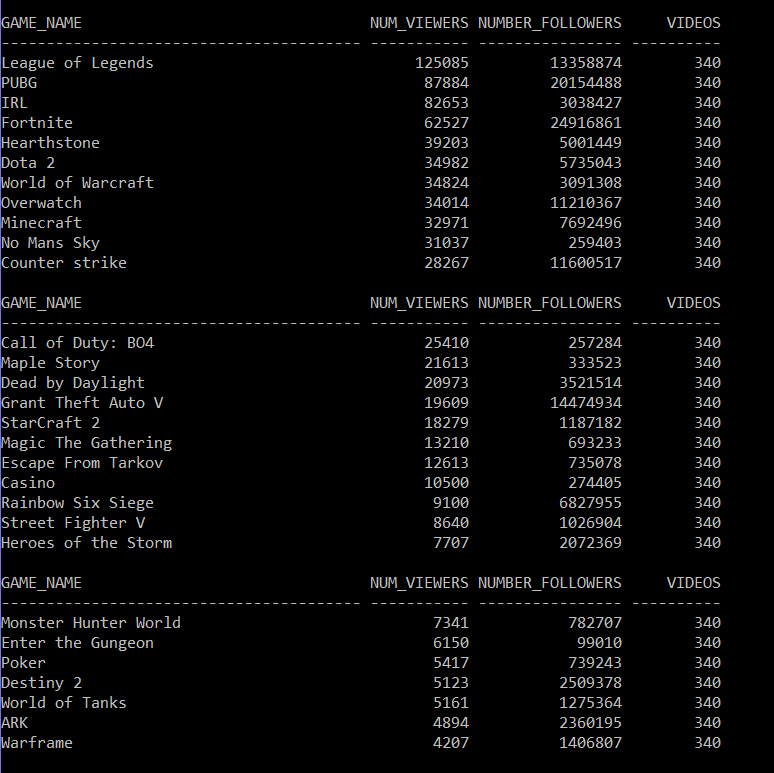 GAME_NAME NUM_VIEWERS NUMBER_FOLLOWERS VIDEOS
---------------------------------------- ----------- ---------------- ----------
League of Legends 125085 13358874 340
PUBG 87884 20154488 340
IRL 82653 3038427 340
Fortnite 62527 24916861 340
Hearthstone 39203 5001449 340
Dota 2 34982 5735043 340
World of Warcraft 34824 3091308 340
Overwatch 34014 11210367 340
Minecraft 32971 7692496 340
No Mans Sky 31037 259403 340
Counter strike 28267 11600517 340
GAME_NAME NUM_VIEWERS NUMBER_FOLLOWERS VIDEOS
---------------------------------------- ----------- ---------------- ----------
Call of Duty: BO4 25410 257284 340
Maple Story 21613 333523 340
Dead by Daylight 20973 3521514 340
Grant Theft Auto V 19609 14474934 340
StarCraft 2 18279 1187182 340
Magic The Gathering 13210 693233 340
Escape From Tarkov 12613 735078 340
Casino 10500 274405 340
Rainbow Six Siege 9100 6827955 340
Street Fighter V 8640 1026904 340
Heroes of the Storm 7707 2072369 340
GAME_NAME NUM_VIEWERS NUMBER_FOLLOWERS VIDEOS
---------------------------------------- ----------- ---------------- ----------
Monster Hunter World 7341 782707 340
Enter the Gungeon 6150 99010 340
Poker 5417 739243 340
Destiny 2 5123 2509378 340
World of Tanks 5161 1275364 340
ARK 4894 2360195 340
Warframe 4207 1406807 340